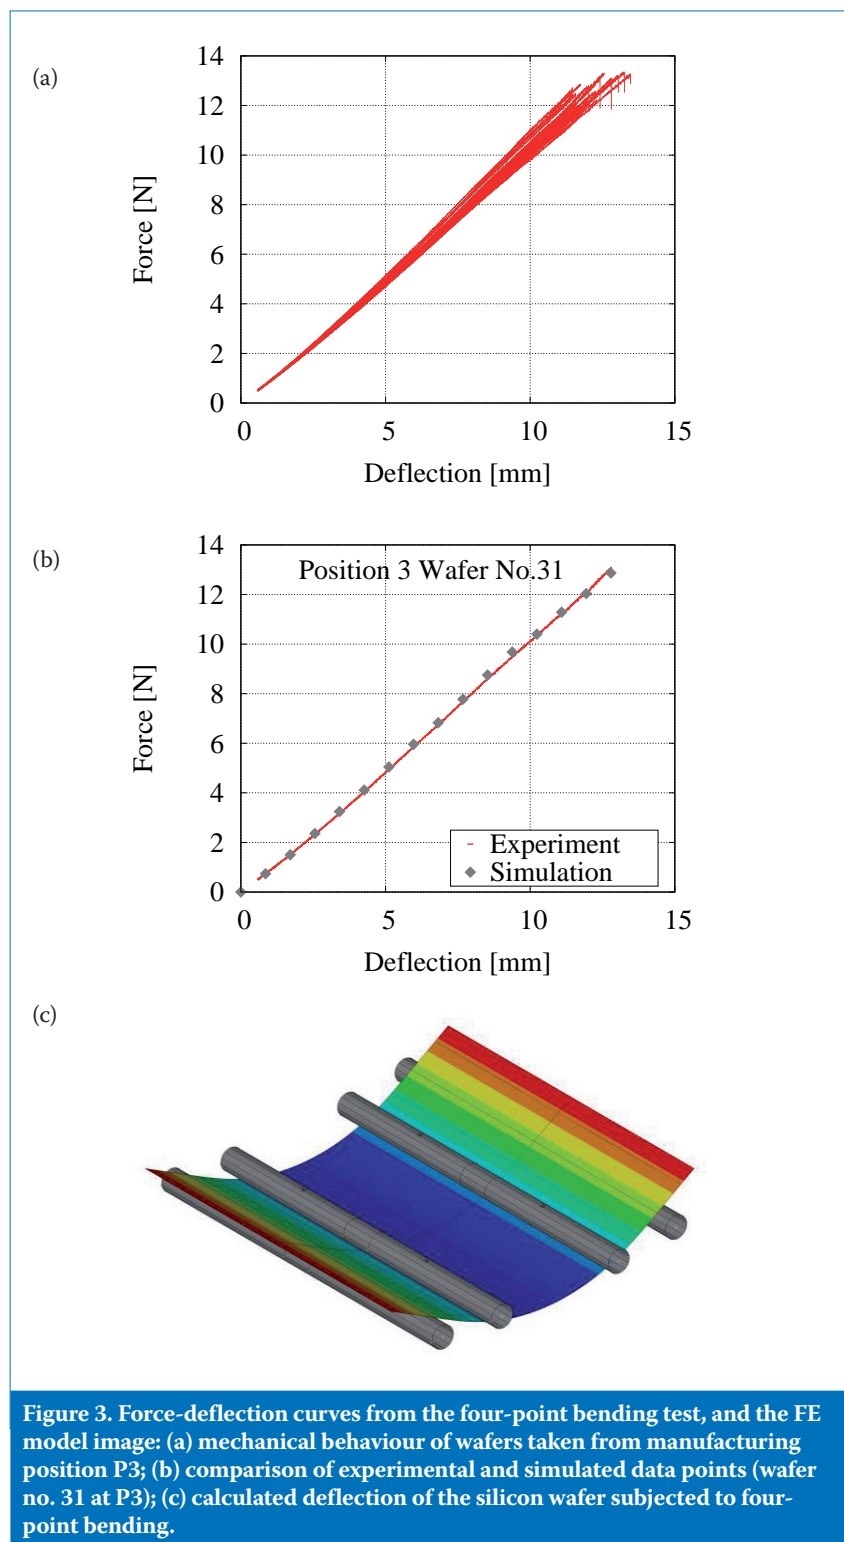 (a)
14
12
10
8
6
4
2
0
Force [N]
0 5 10 15
Deflection [mm]
(b)
14
12
10
8
6
4
2
0
Force [N]
Position 3 Wafer No.31
Experiment
Simulation
0 5 10 15
Deflection [mm]
(c)
Figure 3. Force-deflection curves from the four-point bending test, and the FE
model image: (a) mechanical behaviour of wafers taken from manufacturing
position P3; (b) comparison of experimental and simulated data points (wafer
no. 31 at P3); (c) calculated deflection of the silicon wafer subjected to four-
point bending.